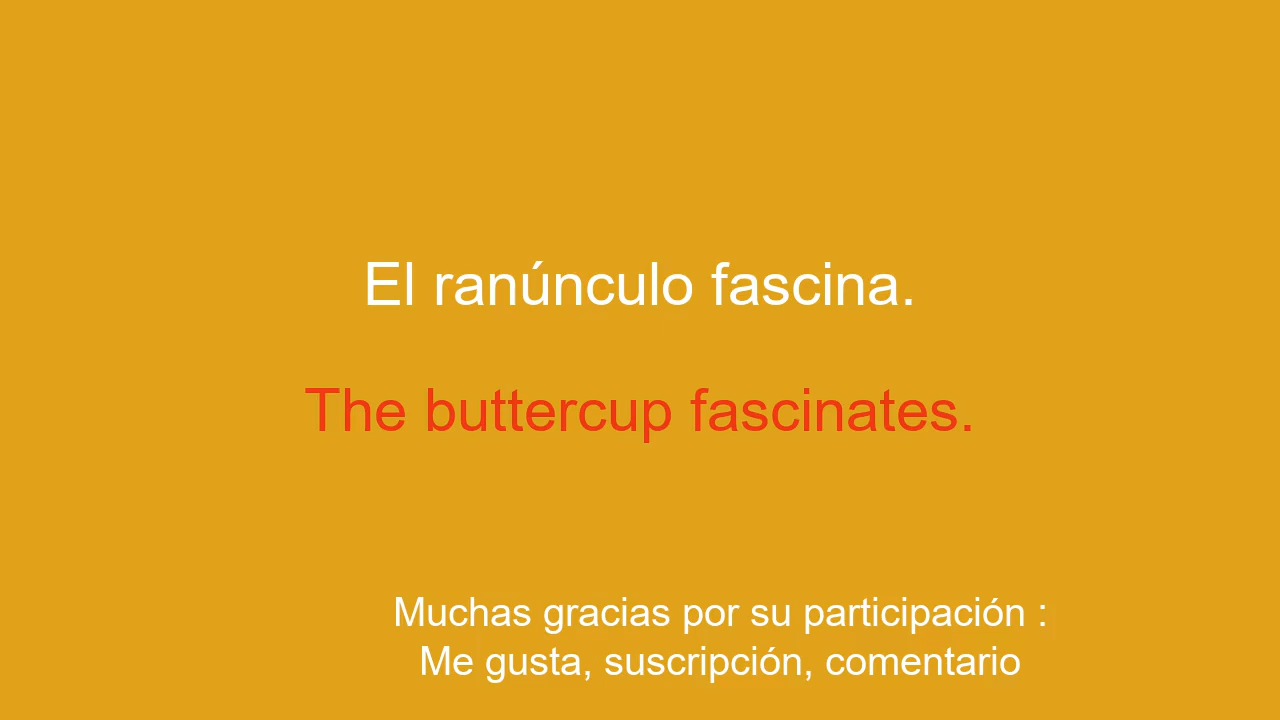 El ranúnculo fascina.
The buttercup fascinates.
Muchas gracias por su participación :
Me gusta, suscripción, comentario